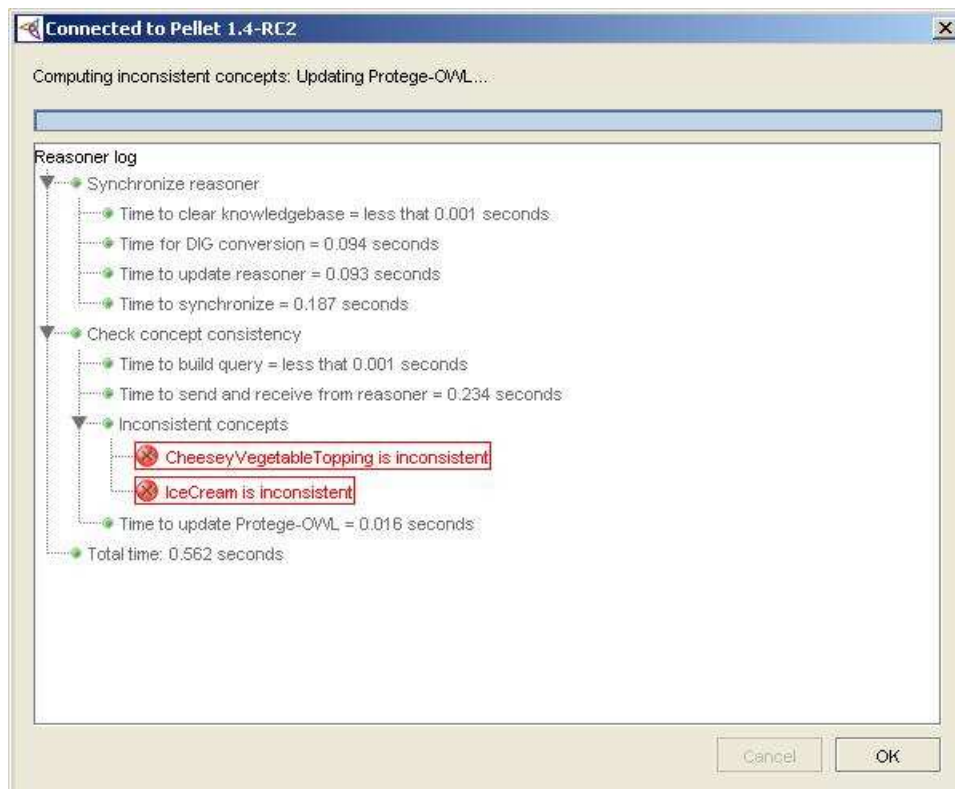 Connected to Pellet 1.4-RC2
Computing inconsistent concepts: Updating Protege-OWL...
Reasoner log
Synchronize reasoner
Time to clear knowledgebase = less that 0.001 seconds
Time for DIG conversion = 0.094 seconds
Time to update reasoner = 0.093 seconds
Time to synchronize = 0.187 seconds
Check concept consistency
Time to build query = less that 0.001 seconds
Time to send and receive from reasoner = 0.234 seconds
Inconsistent concepts
CheeseyVegetableTopping is inconsistent
IceCream is inconsistent
Time to update Protege-OWL = 0.016 seconds
Total time: 0.562 seconds
Cancel OK